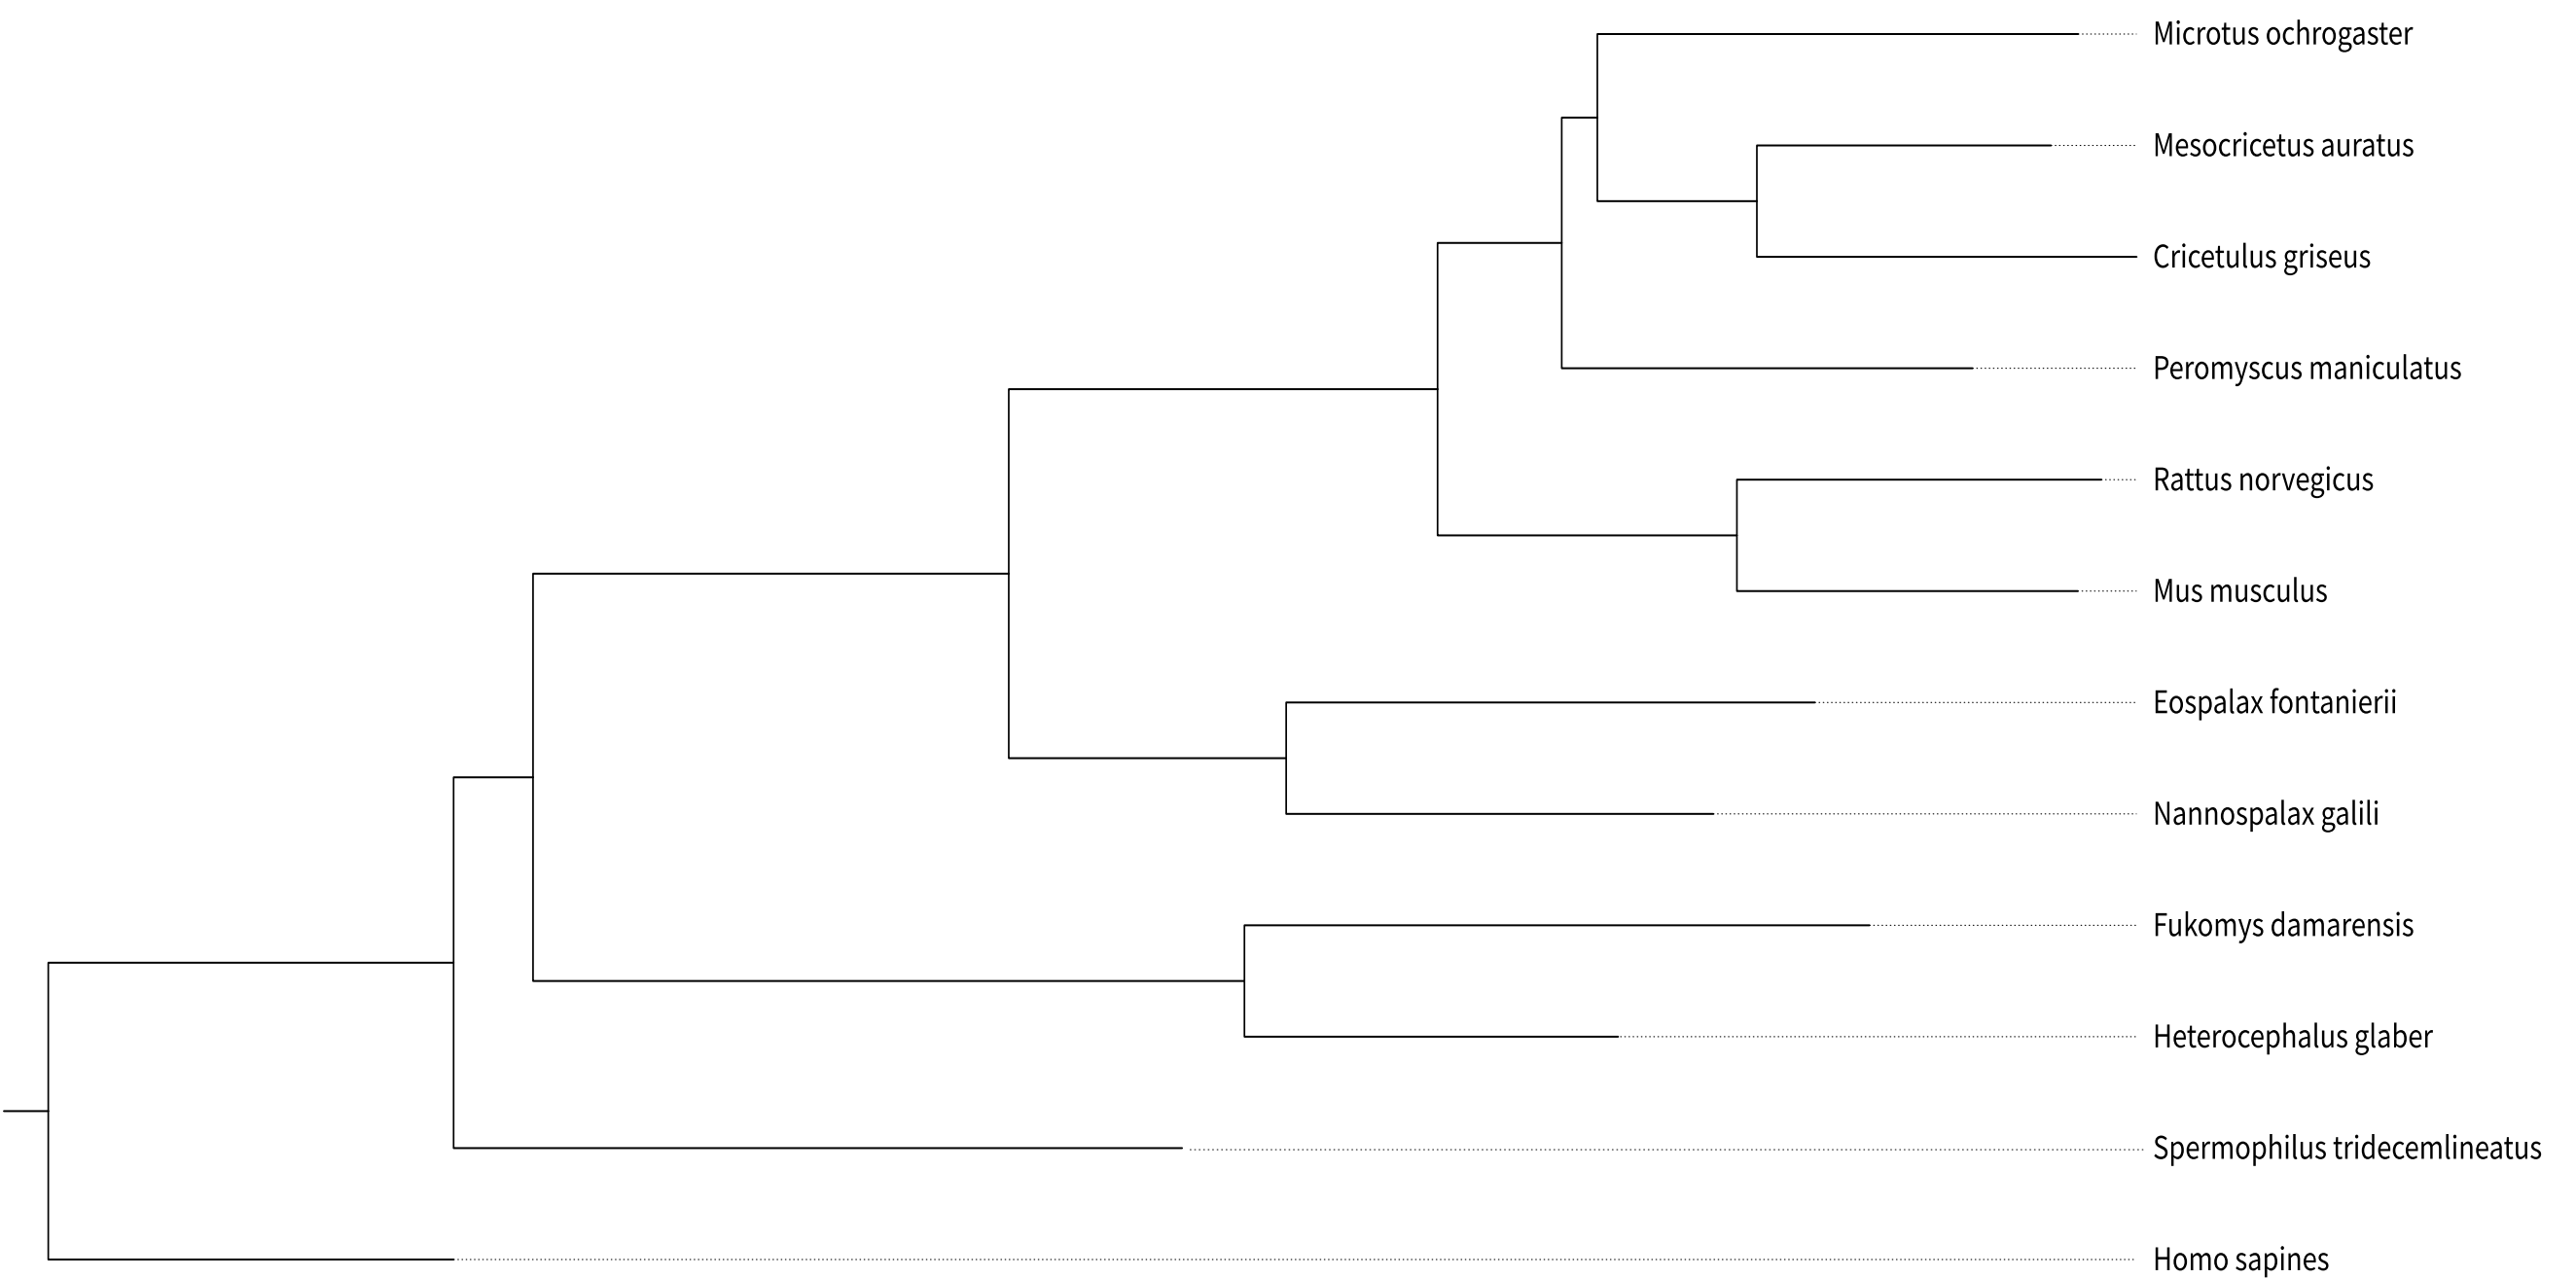 Microtus ochrogaster
Mesocricetus auratus
Cricetulus griseus
Peromyscus maniculatus
Rattus norvegicus
Mus musculus
Eospalax fontanierii
Nannospalax galili
Fukomys damarensis
Heterocephalus glaber
Spermophilus tridecemlineatus
Homo sapines